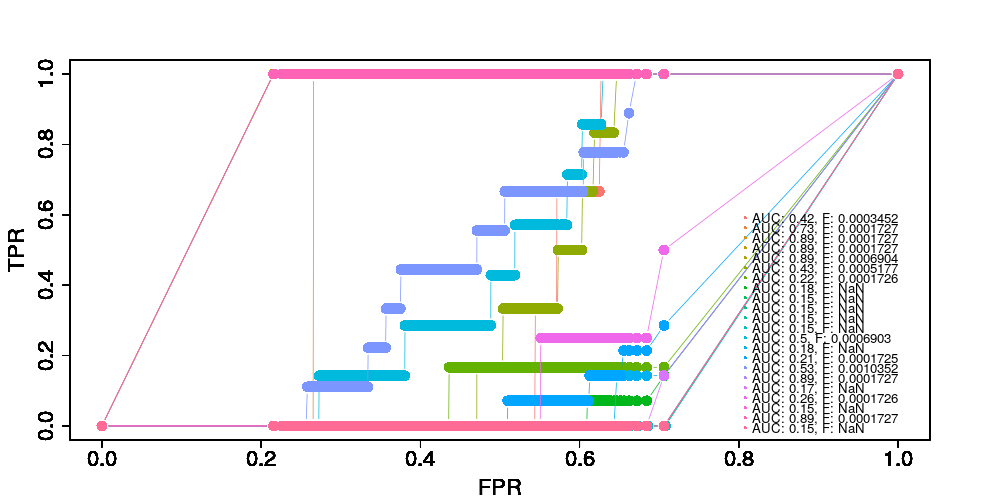 1.0
0.8
0.6
0.4
0.2
0.0
TPR
AUC: 0.42, F: 0.0003452
AUC: 0.73, F: 0.0001727
AUC: 0.89, F: 0.0001727
AUC: 0.89, F: 0.0001727
AUC: 0.89, F: 0.0006904
AUC: 0.43, F: 0.0005177
AUC: 0.22, F: 0.0001726
AUC: 0.18, F: NaN
AUC: 0.15, F: NaN
AUC: 0.15, F: NaN
AUC: 0.15, F: NaN
AUC: 0.15, F: NaN
AUC: 0.5, F: 0.0006903
AUC: 0.18, F: NaN
AUC: 0.21, F: 0.0001725
AUC: 0.53, F: 0.0010352
AUC: 0.89, F: 0.0001727
AUC: 0.17, F: NaN
AUC: 0.26, F: 0.0001726
AUC: 0.15, F: NaN
AUC: 0.89, F: 0.0001727
AUC: 0.15, F: NaN
0.0 0.2 0.4 0.6 0.8 1.0
FPR